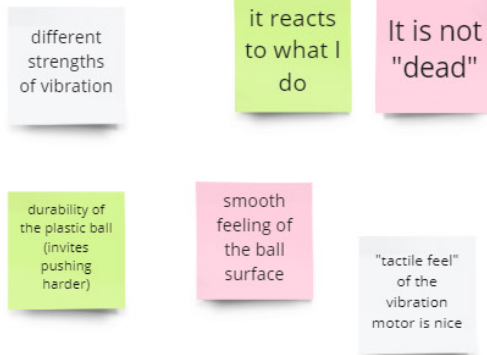 different
strengths
of vibration
it reacts
to what I
do
It is not
"dead"
durability of
the plastic ball
(invites
pushing
harder)
smooth
feeling of
the ball
surface
"tactile feel"
of the
vibration
motor is nice